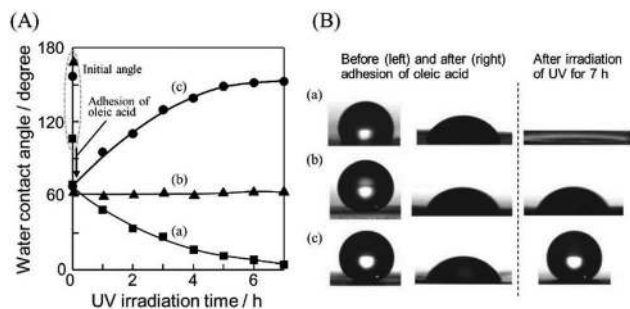 (A)
180
120
60
0
0
2
4
6
Water contact angle / degree
UV irradiation time / h
Initial angle
Adhesion of
oleic acid
(c)
(b)
(a)
(B)
Before (left) and after (right)
adhesion of oleic acid
After irradiation
of UV for 7 h
(a)
(b)
(c)